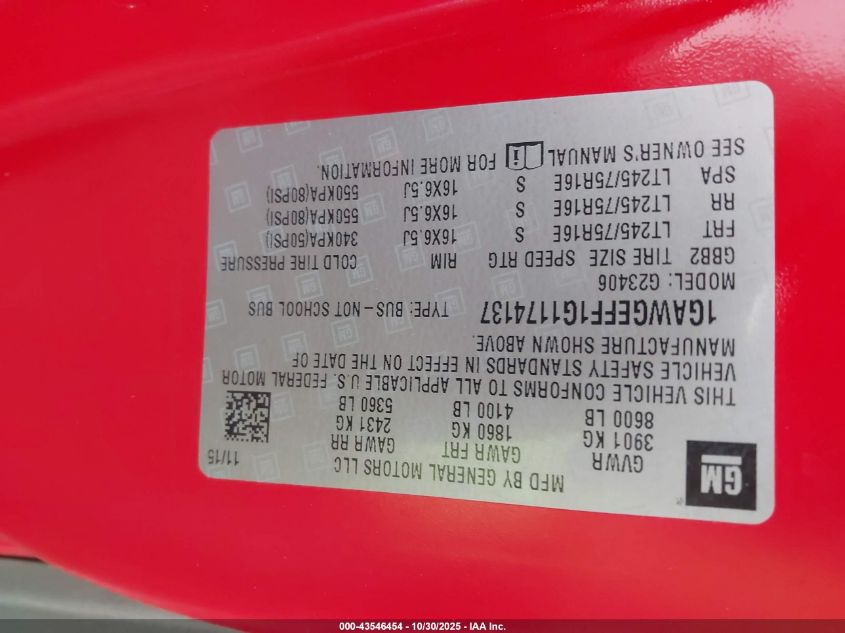 GM
MFD BY GENERAL MOTORS LLC 11/15
GVWR GAWR FRT GAWR RR
3901 KG 1860 KG 2431 KG
8600 LB 4100 LB 5360 LB
THIS VEHICLE CONFORMS TO ALL APPLICABLE U.S. FEDERAL MOTOR
VEHICLE SAFETY STANDARDS IN EFFECT ON THE DATE OF
MANUFACTURE SHOWN ABOVE.
1GAWGEFF1G1174137 TYPE: BUS-NOT SCHOOL BUS
MODEL: G23406
GBB2 TIRE SIZE SPEED RTG RIM COLD TIRE PRESSURE
FRT LT245/75R16E S 16X6.5J 340KPA(50PSI)
RR LT245/75R16E S 16X6.5J 550KPA(80PSI)
SPA LT245/75R16E S 16X6.5J 550KPA(80PSI)
SEE OWNER'S MANUAL FOR MORE INFORMATION.
000-43546454 - 10/30/2025 - IAA Inc.